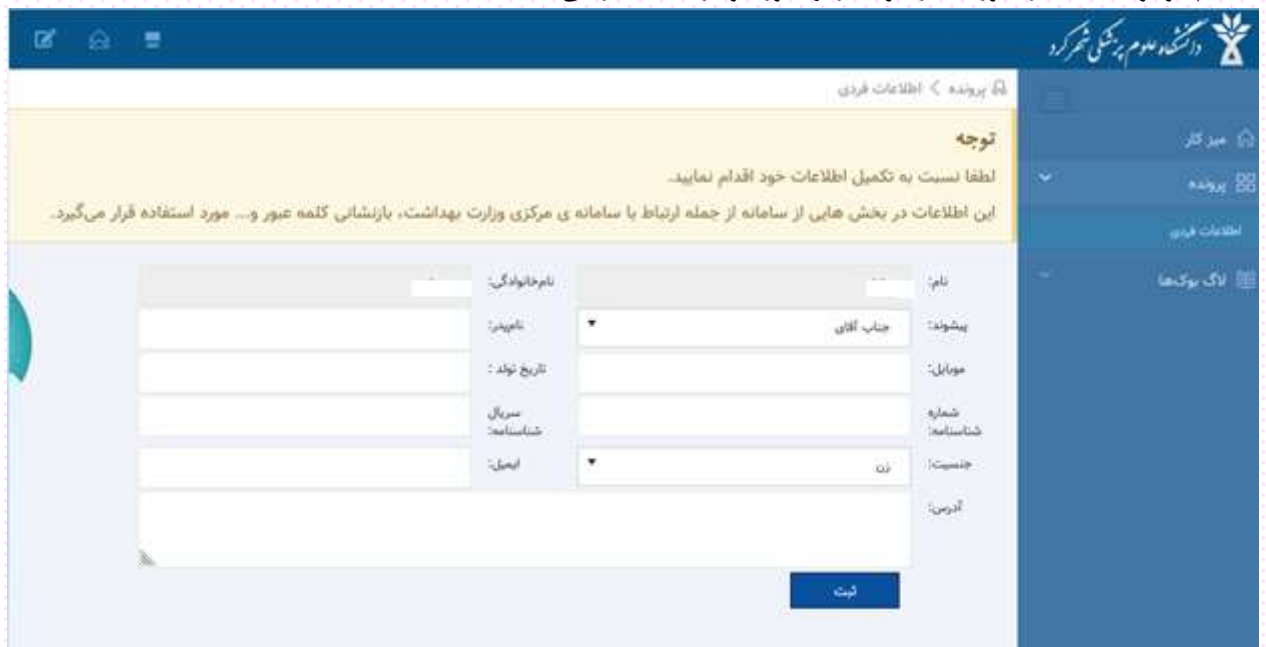 دانشگاه علوم پزشکی شهرکرد
پرونده > اطلاعات فردی
میز کار
پرونده
اطلاعات فردی
لاگ بوک‌ها
توجه
لطفا نسبت به تکمیل اطلاعات خود اقدام نمایید.
این اطلاعات در بخش هایی از سامانه از جمله ارتباط با سامانه ی مرکزی وزارت بهداشت، بازنشانی کلمه عبور و... مورد استفاده قرار می‌گیرد.
نام: نام‌خانوادگی:
پیشوند: جناب آقای نام‌پدر:
موبایل: تاریخ تولد :
شماره شناسنامه: سریال شناسنامه:
جنسیت: زن ایمیل:
آدرس:
ثبت